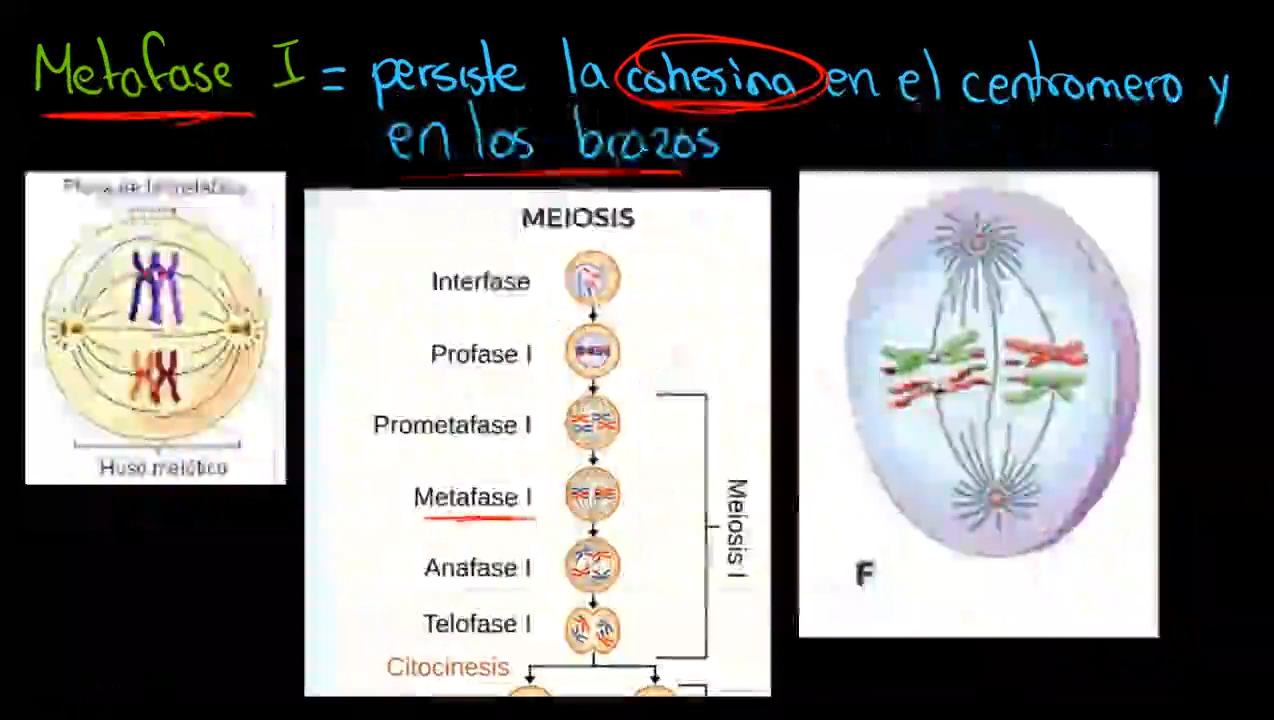 Metafase I = persiste la cohesina en el centromero y
en los brazos
MEIOSIS
Interfase
Profase I
Prometafase I
Metafase I
Anafase I
Telofase I
Citocinesis
Meiosis I
Huso meiótico
F